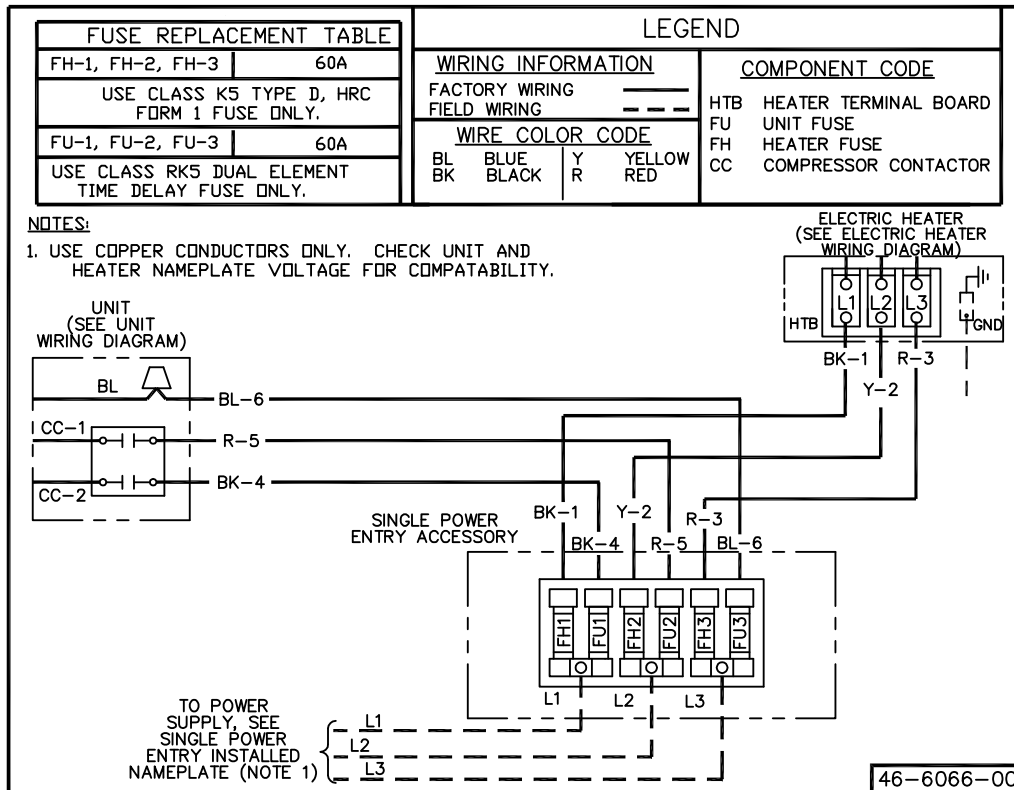 FUSE REPLACEMENT TABLE
FH-1, FH-2, FH-3 60A
USE CLASS K5 TYPE D, HRC
FORM 1 FUSE ONLY.
FU-1, FU-2, FU-3 60A
USE CLASS RK5 DUAL ELEMENT
TIME DELAY FUSE ONLY.
LEGEND
WIRING INFORMATION
FACTORY WIRING
FIELD WIRING
WIRE COLOR CODE
BL BLUE Y YELLOW
BK BLACK R RED
COMPONENT CODE
HTB HEATER TERMINAL BOARD
FU UNIT FUSE
FH HEATER FUSE
CC COMPRESSOR CONTACTOR
NOTES:
1. USE COPPER CONDUCTORS ONLY. CHECK UNIT AND
HEATER NAMEPLATE VOLTAGE FOR COMPATABILITY.
ELECTRIC HEATER
(SEE ELECTRIC HEATER
WIRING DIAGRAM)
L1 L2 L3
HTB
GND
BK-1 R-3
Y-2
UNIT
(SEE UNIT
WIRING DIAGRAM)
BL
BL-6
CC-1
R-5
CC-2
BK-4
SINGLE POWER
ENTRY ACCESSORY
BK-1 Y-2 R-3
BK-4 R-5 BL-6
FH1 FU1 FH2 FU2 FH3 FU3
L1 L2 L3
TO POWER
SUPPLY, SEE
SINGLE POWER
ENTRY INSTALLED
NAMEPLATE (NOTE 1)
L1
L2
L3
46-6066-00